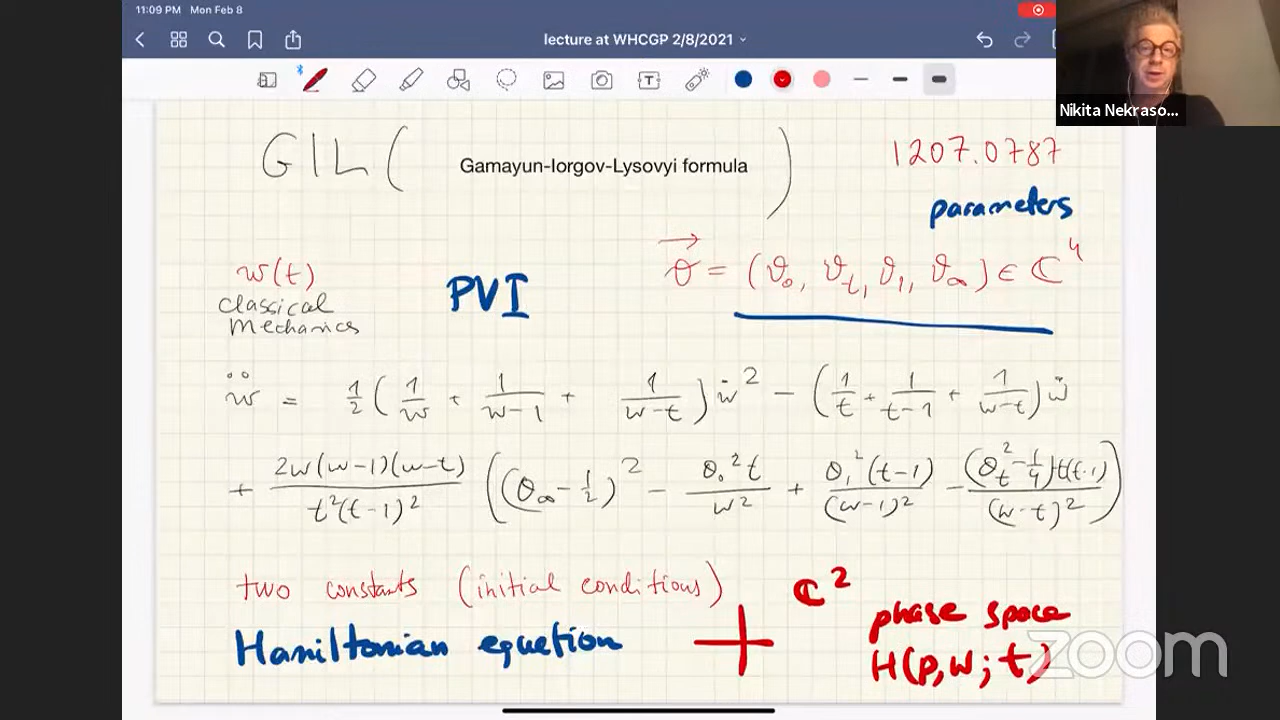 11:09 PM Mon Feb 8
lecture at WHCGP 2/8/2021
Nikita Nekraso...
GIL ( Gamayun-Iorgov-Lysovyi formula )
1207.0787
parameters
w(t)
classical
mechanics
PVI
θ⃗ = (ϑ₀, ϑₜ, ϑ₁, ϑ∞) ∈ ℂ⁴
ẅ = 1/2 (1/w + 1/(w-1) + 1/(w-t)) ẇ² - (1/t + 1/(t-1) + 1/(w-t)) ẇ
+ 2w(w-1)(w-t)/t²(t-1)² ((θ∞ - 1/2)² - θ₀²t/w² + θ₁²(t-1)/(w-1)² - (θₜ² - 1/4)t(t-1)/(w-t)²)
two constants (initial conditions)
ℂ²
Hamiltonian equetion
+
phase space
H(p,w;t)
zoom